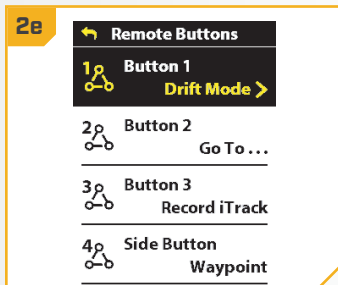 2e
Remote Buttons
1 Button 1
Drift Mode >
2 Button 2
Go To ...
3 Button 3
Record iTrack
4 Side Button
Waypoint